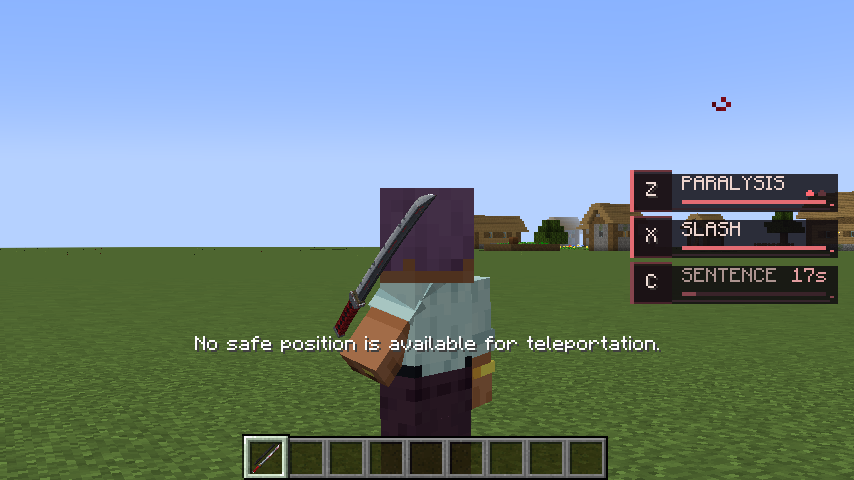 Z PARALYSIS
X SLASH
C SENTENCE 17s
No safe position is available for teleportation.